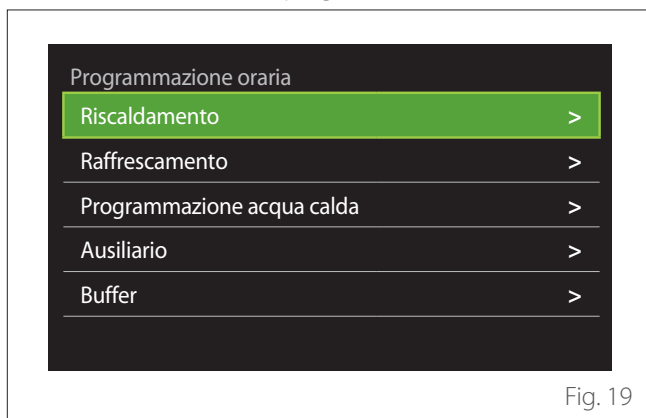 Programmazione oraria
Riscaldamento >
Raffrescamento >
Programmazione acqua calda >
Ausiliario >
Buffer >
Fig. 19